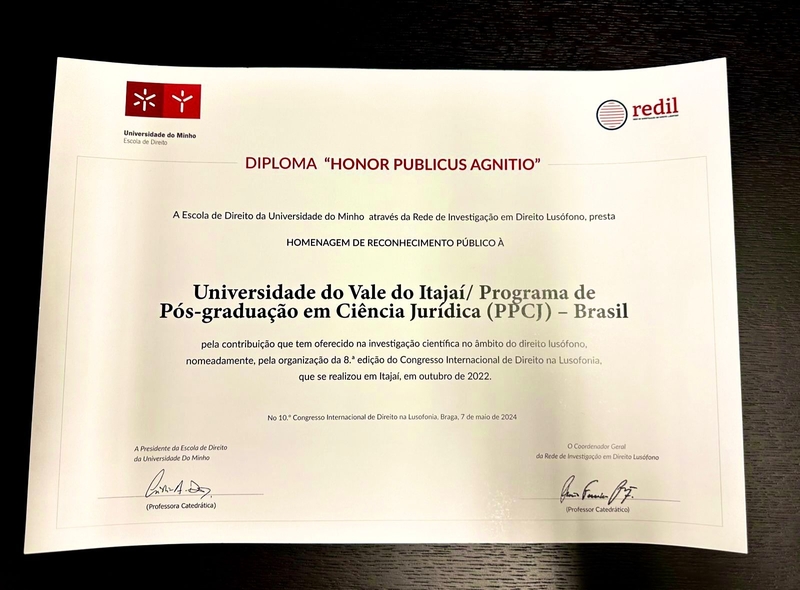 Universidade do Minho
Escola de Direito
redil
DIPLOMA “HONOR PUBLICUS AGNITIO”
A Escola de Direito da Universidade do Minho através da Rede de Investigação em Direito Lusófono, presta
HOMENAGEM DE RECONHECIMENTO PÚBLICO À
Universidade do Vale do Itajaí/ Programa de
Pós-graduação em Ciência Jurídica (PPCJ) – Brasil
pela contribuição que tem oferecido na investigação científica no âmbito do direito lusófono,
nomeadamente, pela organização da 8.ª edição do Congresso Internacional de Direito na Lusofonia,
que se realizou em Itajaí, em outubro de 2022.
No 10.º Congresso Internacional de Direito na Lusofonia, Braga, 7 de maio de 2024
A Presidente da Escola de Direito
da Universidade Do Minho
(Professora Catedrática)
O Coordenador Geral
da Rede de Investigação em Direito Lusófono
(Professor Catedrático)